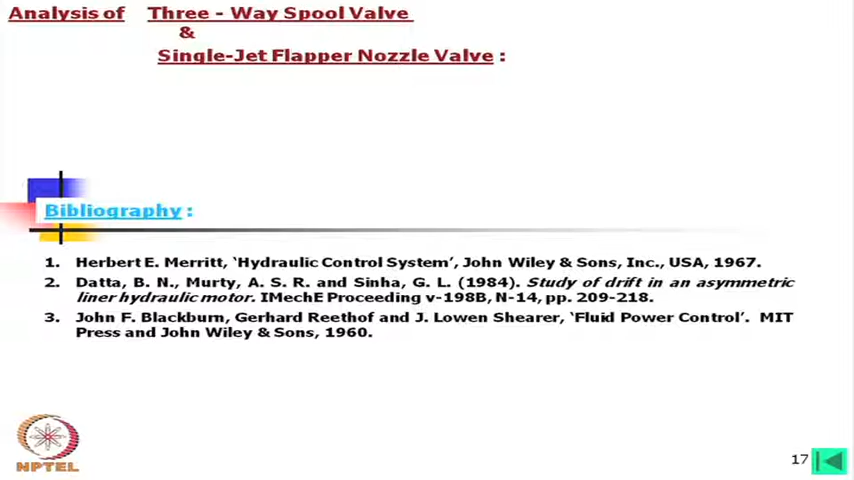 Analysis of Three - Way Spool Valve
&
Single-Jet Flapper Nozzle Valve :
Bibliography :
1. Herbert E. Merritt, ‘Hydraulic Control System’, John Wiley & Sons, Inc., USA, 1967.
2. Datta, B. N., Murty, A. S. R. and Sinha, G. L. (1984). Study of drift in an asymmetric
liner hydraulic motor. IMechE Proceeding v-198B, N-14, pp. 209-218.
3. John F. Blackburn, Gerhard Reethof and J. Lowen Shearer, ‘Fluid Power Control’. MIT
Press and John Wiley & Sons, 1960.
NPTEL
17